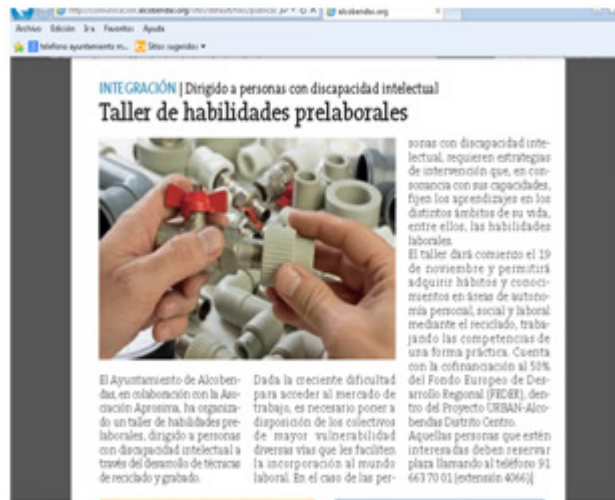 alcobendas.org
Archivo Edición Ir a Favoritos Ayuda
telefono ayuntamiento m... Sitios sugeridos
INTEGRACIÓN | Dirigido a personas con discapacidad intelectual
Taller de habilidades prelaborales
El Ayuntamiento de Alcoben-
das, en colaboración con la Aso-
ciación Aprosima, ha organiza-
do un taller de habilidades pre-
laborales, dirigido a personas
con discapacidad intelectual a
través del desarrollo de técnicas
de reciclado y grabado.
Dada la creciente dificultad
para acceder al mercado de
trabajo, es necesario poner a
disposición de los colectivos
de mayor vulnerabilidad
diversas vías que les faciliten
la incorporación al mundo
laboral. En el caso de las per-
sonas con discapacidad inte-
lectual, requieren estrategias
de intervención que, en con-
sonancia con sus capacidades,
fijen los aprendizajes en los
distintos ámbitos de su vida,
entre ellos, las habilidades
laborales.
El taller dará comienzo el 19
de noviembre y permitirá
adquirir hábitos y conoci-
mientos en áreas de autono-
mía personal, social y laboral
mediante el reciclado, traba-
jando las competencias de
una forma práctica. Cuenta
con la cofinanciación al 50%
del Fondo Europeo de Des-
arrollo Regional (FEDER), den-
tro del Proyecto URBAN-Alco-
bendas Distrito Centro.
Aquellas personas que estén
interesadas deben reservar
plaza llamando al teléfono 91
663 70 01 (extensión 4066)